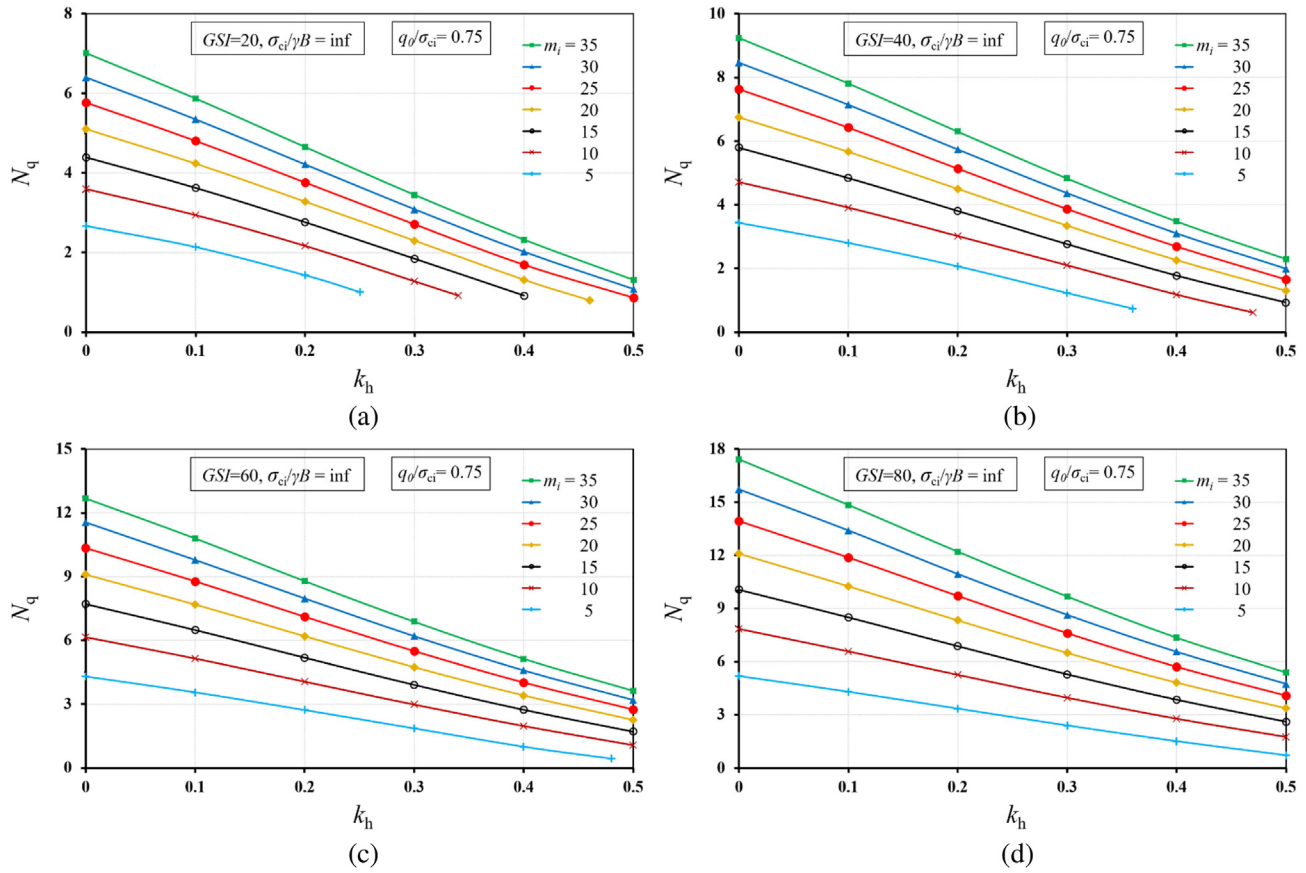 GSI=20, σci/γB = inf
q0/σci= 0.75
mi = 35
30
25
20
15
10
5
Nq
8
6
4
2
0
0 0.1 0.2 0.3 0.4 0.5
kh
(a)
GSI=40, σci/γB = inf
q0/σci= 0.75
mi = 35
30
25
20
15
10
5
Nq
10
8
6
4
2
0
0 0.1 0.2 0.3 0.4 0.5
kh
(b)
GSI=60, σci/γB = inf
q0/σci= 0.75
mi = 35
30
25
20
15
10
5
Nq
15
12
9
6
3
0
0 0.1 0.2 0.3 0.4 0.5
kh
(c)
GSI=80, σci/γB = inf
q0/σci= 0.75
mi = 35
30
25
20
15
10
5
Nq
18
15
12
9
6
3
0
0 0.1 0.2 0.3 0.4 0.5
kh
(d)